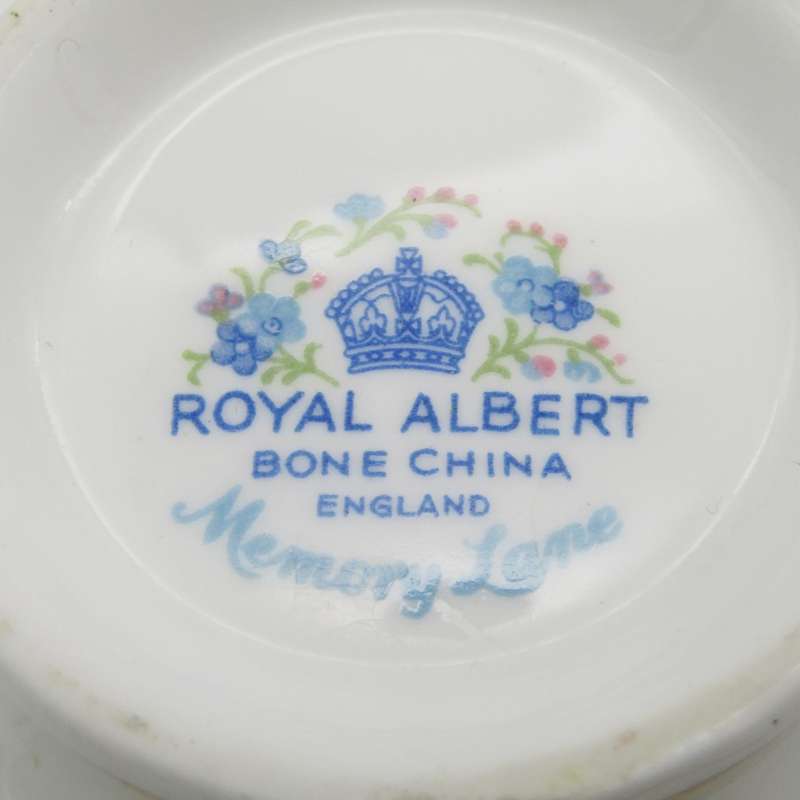 ROYAL ALBERT
BONE CHINA
ENGLAND
Memory Lane